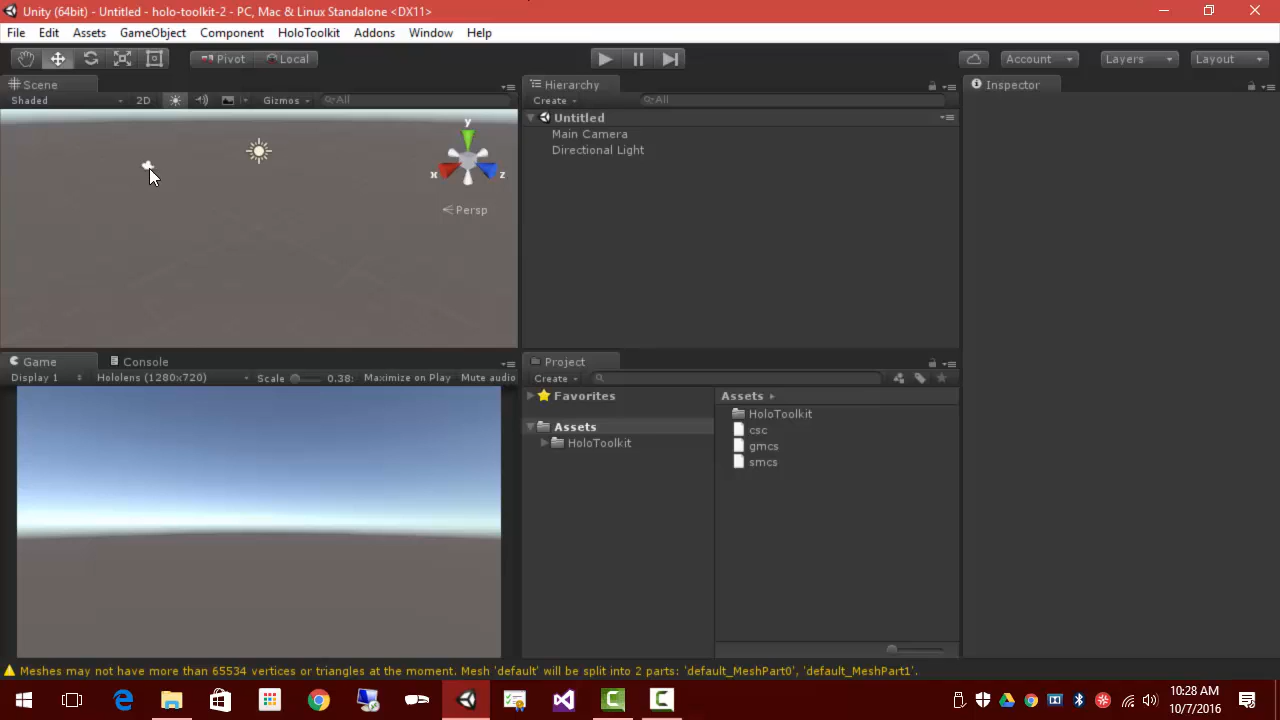 Unity (64bit) - Untitled - holo-toolkit-2 - PC, Mac & Linux Standalone <DX11>
File Edit Assets GameObject Component HoloToolkit Addons Window Help
Pivot Local Account Layers Layout
Scene
Shaded 2D Gizmos All
y
x z
Persp
Hierarchy
Create All
Untitled
Main Camera
Directional Light
Inspector
Game Console
Display 1 Hololens (1280x720) Scale 0.38: Maximize on Play Mute audio
Project
Create
Favorites
Assets
HoloToolkit
Assets
HoloToolkit
csc
gmcs
smcs
Meshes may not have more than 65534 vertices or triangles at the moment. Mesh 'default' will be split into 2 parts: 'default_MeshPart0', 'default_MeshPart1'.
10:28 AM
10/7/2016